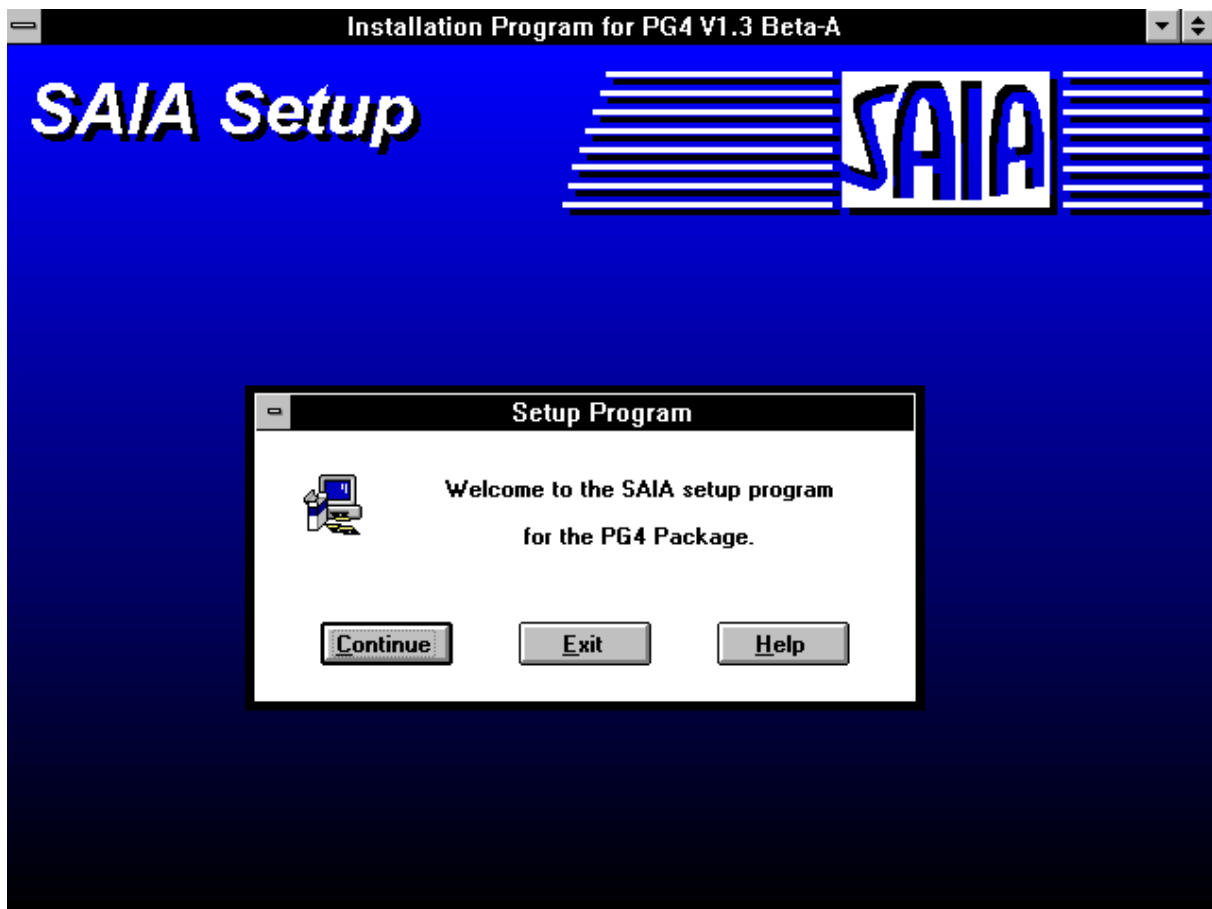 Installation Program for PG4 V1.3 Beta-A
SAIA Setup
SAIA
Setup Program
Welcome to the SAIA setup program
for the PG4 Package.
Continue
Exit
Help